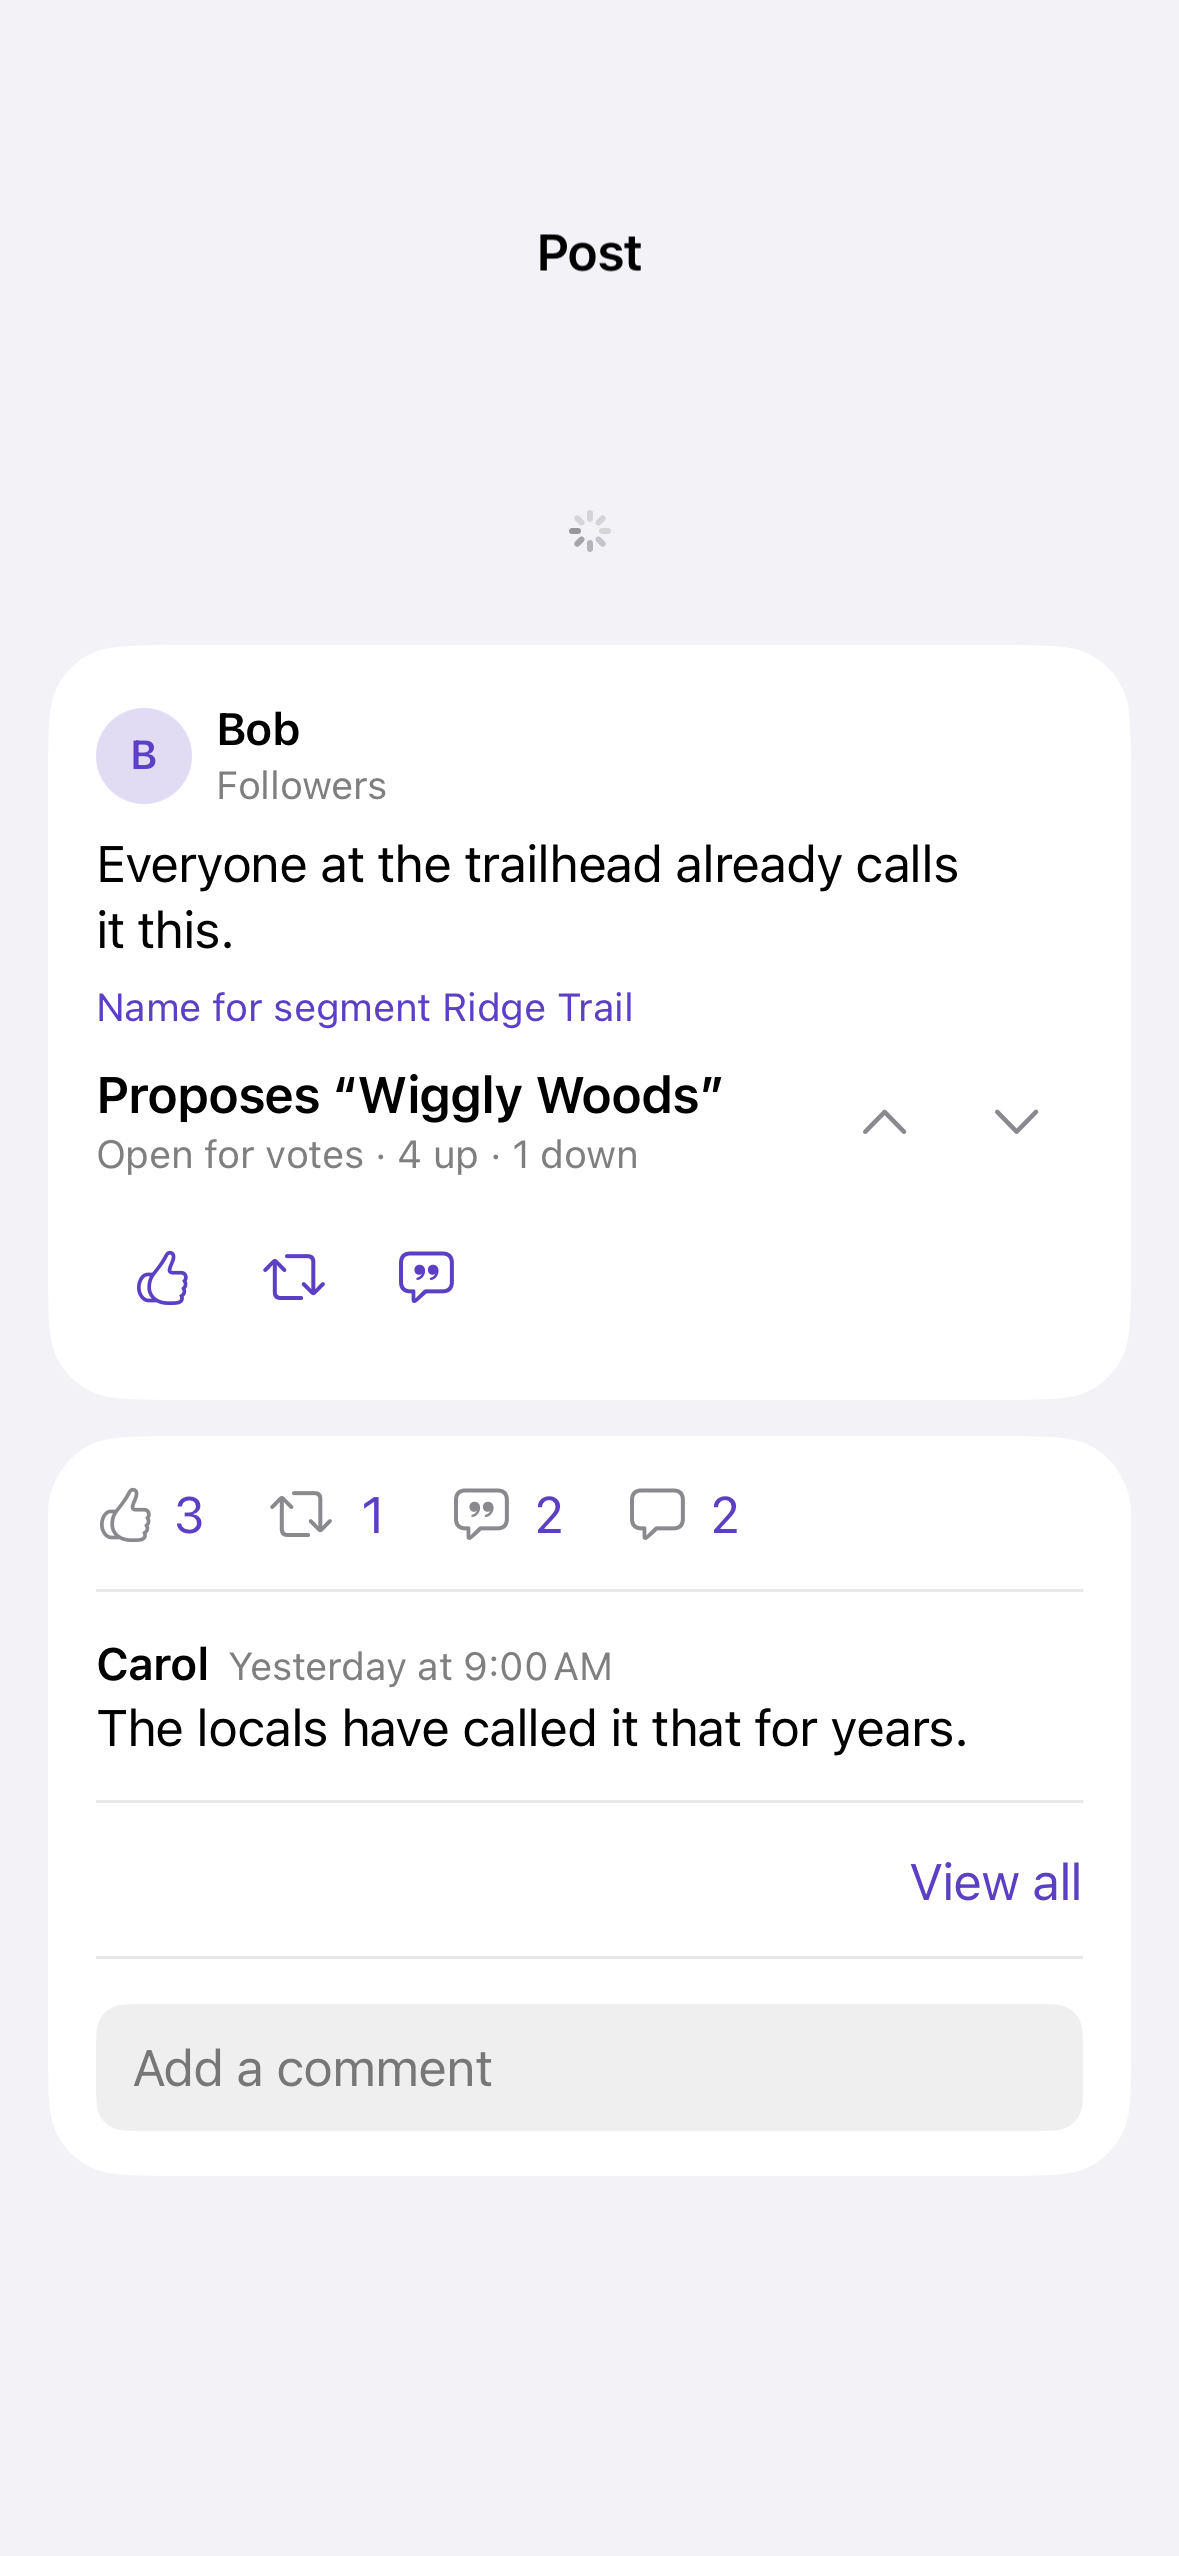 Post
B
Bob
Followers
Everyone at the trailhead already calls
it this.
Name for segment Ridge Trail
Proposes “Wiggly Woods”
Open for votes · 4 up · 1 down
3 1 2 2
Carol Yesterday at 9:00 AM
The locals have called it that for years.
View all
Add a comment